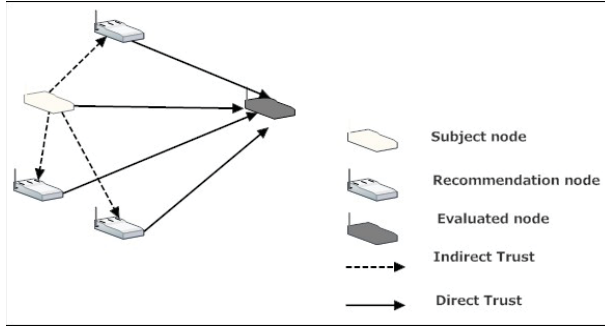 Subject node
Recommendation node
Evaluated node
Indirect Trust
Direct Trust